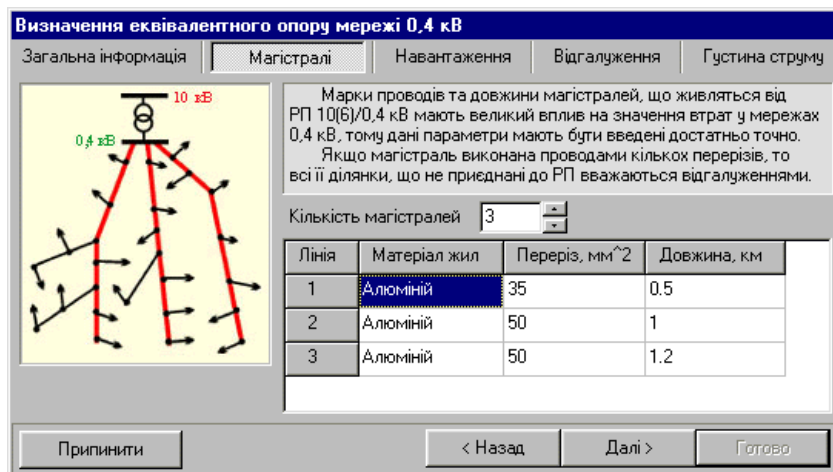 Визначення еквівалентного опору мережі 0,4 кВ
Загальна інформація Магістралі Навантаження Відгалуження Густина струму
10 кВ
0,4 кВ
Марки проводів та довжини магістралей, що живляться від
РП 10(6)/0,4 кВ мають великий вплив на значення втрат у мережах
0,4 кВ, тому дані параметри мають бути введені достатньо точно.
Якщо магістраль виконана проводами кількох перерізів, то
всі її ділянки, що не приєднані до РП вважаються відгалуженнями.
Кількість магістралей 3
Лінія Матеріал жил Переріз, мм^2 Довжина, км
1 Алюміній 35 0.5
2 Алюміній 50 1
3 Алюміній 50 1.2
Припинити < Назад Далі > Готово